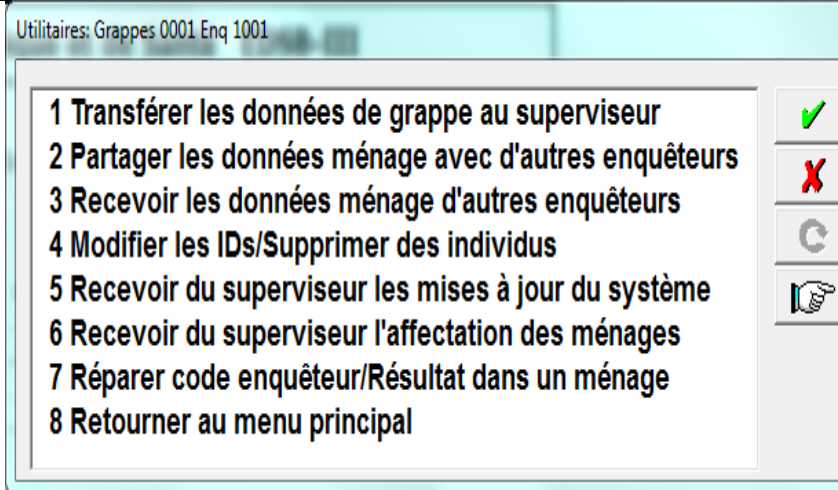 Utilitaires: Grappes 0001 Enq 1001
1 Transférer les données de grappe au superviseur
2 Partager les données ménage avec d'autres enquêteurs
3 Recevoir les données ménage d'autres enquêteurs
4 Modifier les IDs/Supprimer des individus
5 Recevoir du superviseur les mises à jour du système
6 Recevoir du superviseur l'affectation des ménages
7 Réparer code enquêteur/Résultat dans un ménage
8 Retourner au menu principal